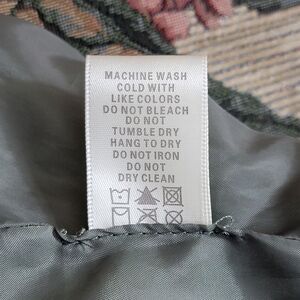 MACHINE WASH
COLD WITH
LIKE COLORS
DO NOT BLEACH
DO NOT
TUMBLE DRY
HANG TO DRY
DO NOT IRON
DO NOT
DRY CLEAN